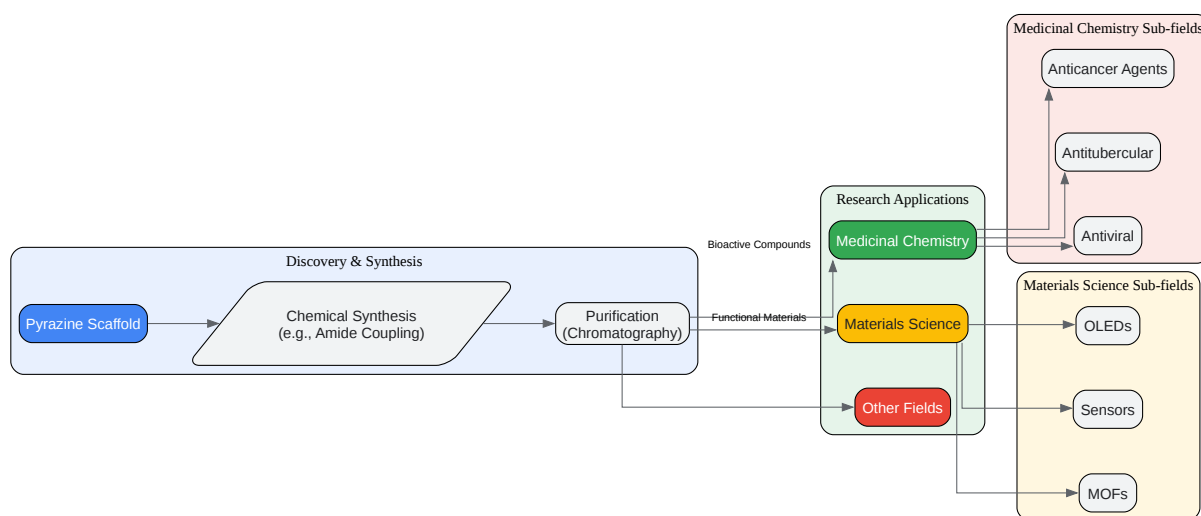 Discovery & Synthesis
Pyrazine Scaffold
Chemical Synthesis
(e.g., Amide Coupling)
Purification
(Chromatography)
Bioactive Compounds
Functional Materials
Research Applications
Medicinal Chemistry
Materials Science
Other Fields
Medicinal Chemistry Sub-fields
Anticancer Agents
Antitubercular
Antiviral
Materials Science Sub-fields
OLEDs
Sensors
MOFs